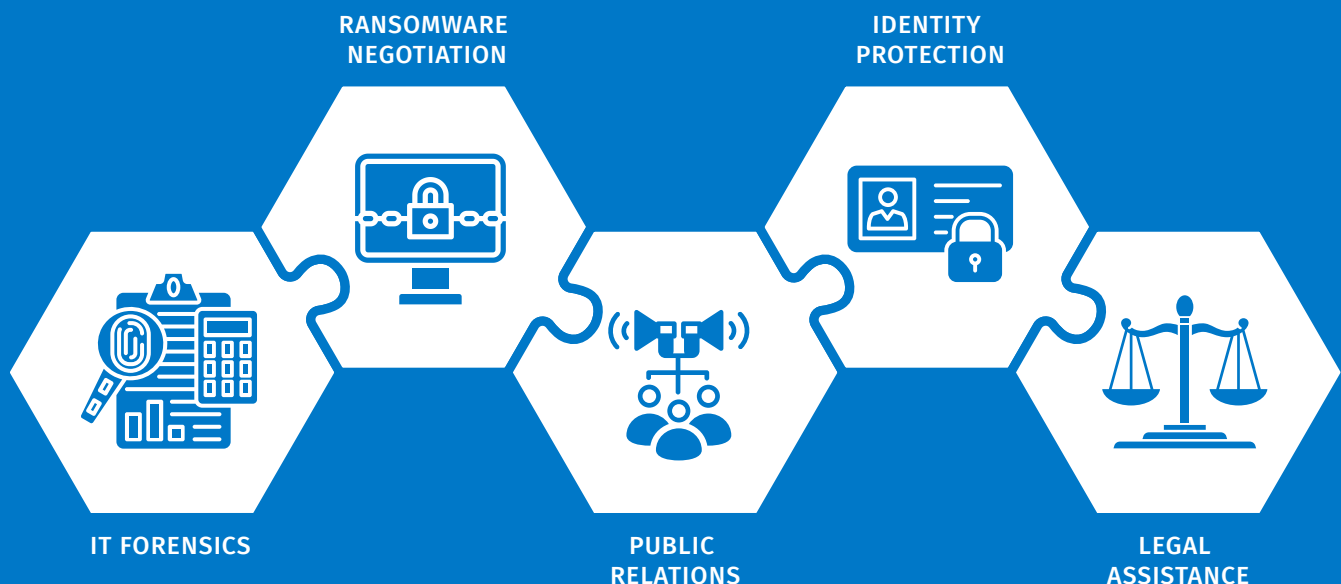 RANSOMWARE
NEGOTIATION
IDENTITY
PROTECTION
IT FORENSICS
PUBLIC
RELATIONS
LEGAL
ASSISTANCE